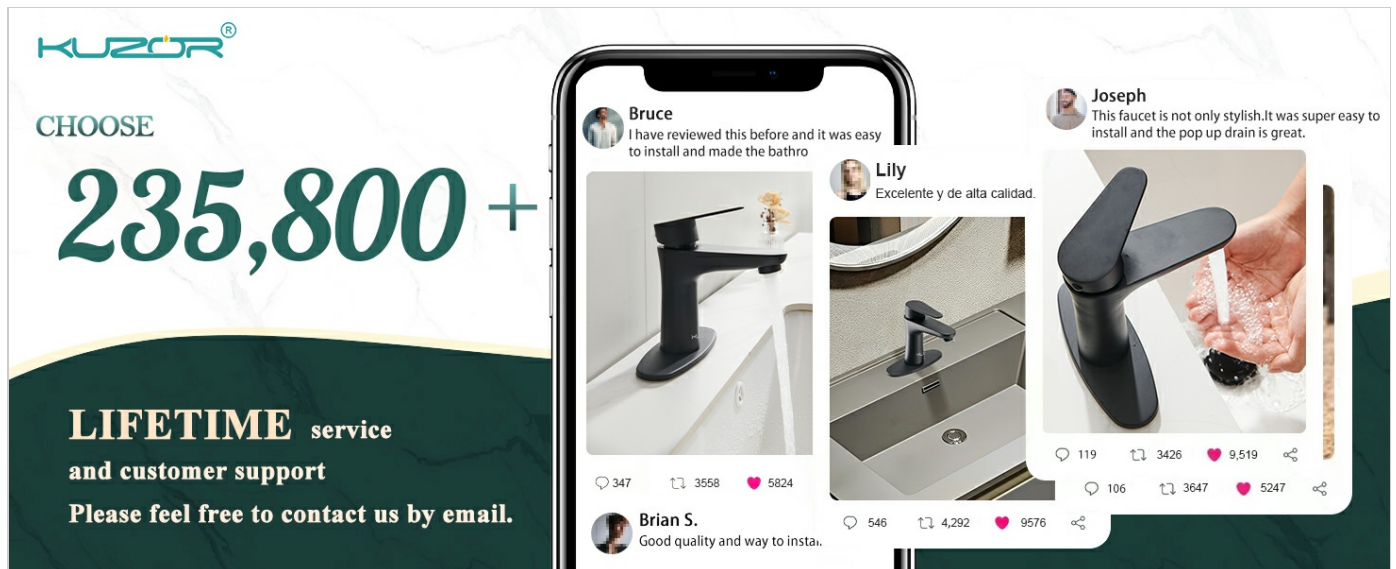 KUZOR®
CHOOSE
235,800 +
LIFETIME service
and customer support
Please feel free to contact us by email.
Bruce
I have reviewed this before and it was easy
to install and made the bathro
347 3558 5824
Brian S.
Good quality and way to instal
Lily
Excelente y de alta calidad.
546 4,292 9576
Joseph
This faucet is not only stylish.It was super easy to
install and the pop up drain is great.
119 3426 9,519
106 3647 5247